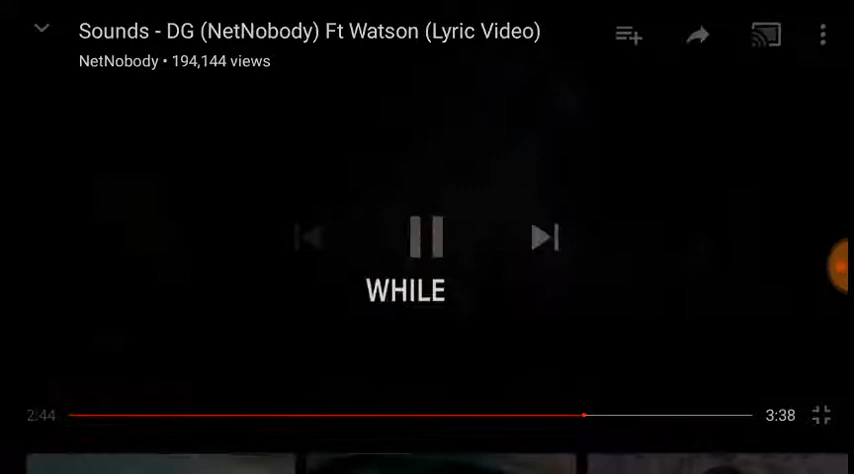 Sounds - DG (NetNobody) Ft Watson (Lyric Video)
NetNobody • 194,144 views
WHILE
2:44
3:38